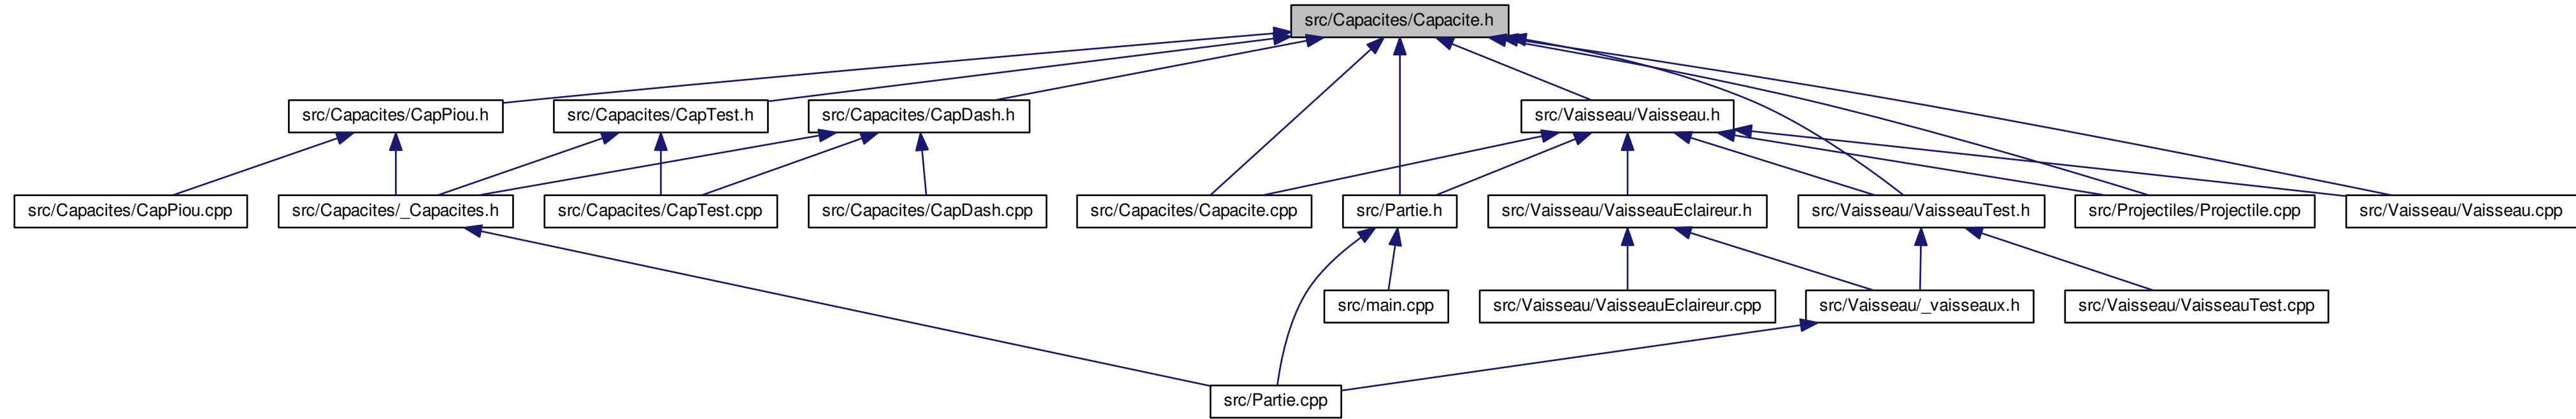 src/Capacites/Capacite.h
src/Capacites/CapPiou.h
src/Capacites/CapTest.h
src/Capacites/CapDash.h
src/Vaisseau/Vaisseau.h
src/Capacites/CapPiou.cpp
src/Capacites/_Capacites.h
src/Capacites/CapTest.cpp
src/Capacites/CapDash.cpp
src/Capacites/Capacite.cpp
src/Partie.h
src/Vaisseau/VaisseauEclaireur.h
src/Vaisseau/VaisseauTest.h
src/Projectiles/Projectile.cpp
src/Vaisseau/Vaisseau.cpp
src/main.cpp
src/Vaisseau/VaisseauEclaireur.cpp
src/Vaisseau/_vaisseaux.h
src/Vaisseau/VaisseauTest.cpp
src/Partie.cpp